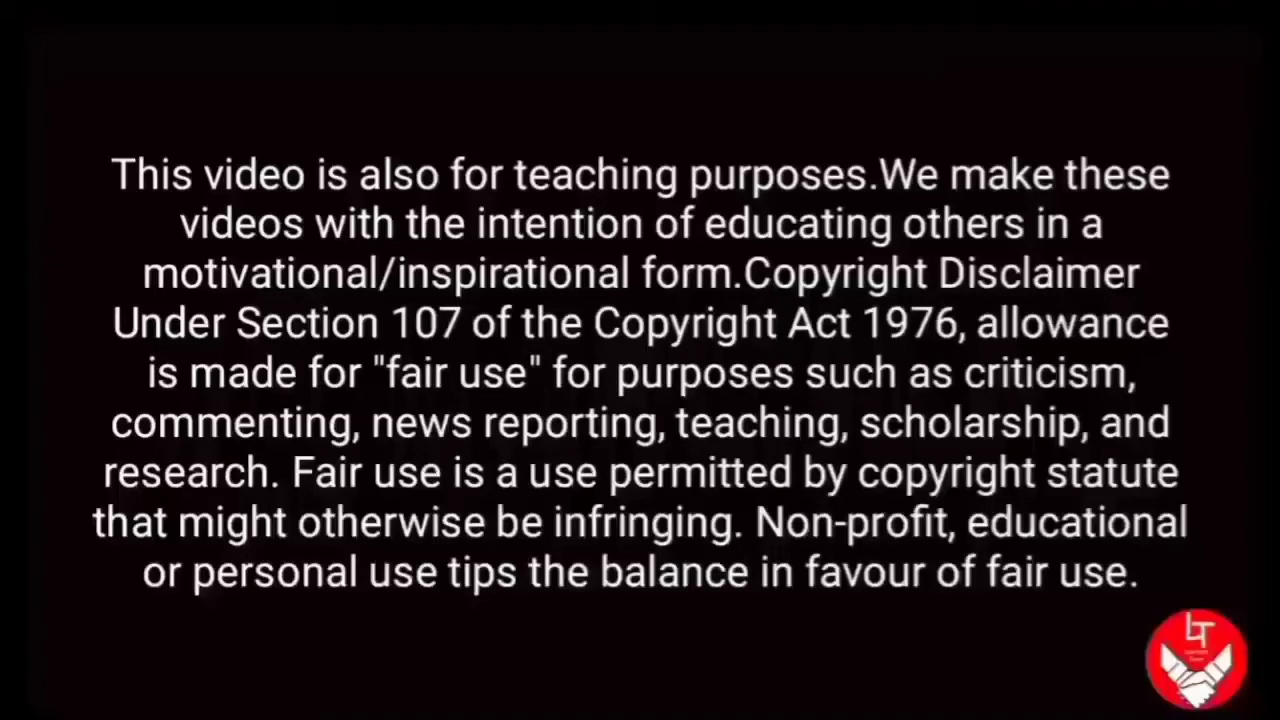 This video is also for teaching purposes.We make these
videos with the intention of educating others in a
motivational/inspirational form.Copyright Disclaimer
Under Section 107 of the Copyright Act 1976, allowance
is made for "fair use" for purposes such as criticism,
commenting, news reporting, teaching, scholarship, and
research. Fair use is a use permitted by copyright statute
that might otherwise be infringing. Non-profit, educational
or personal use tips the balance in favour of fair use.
LT